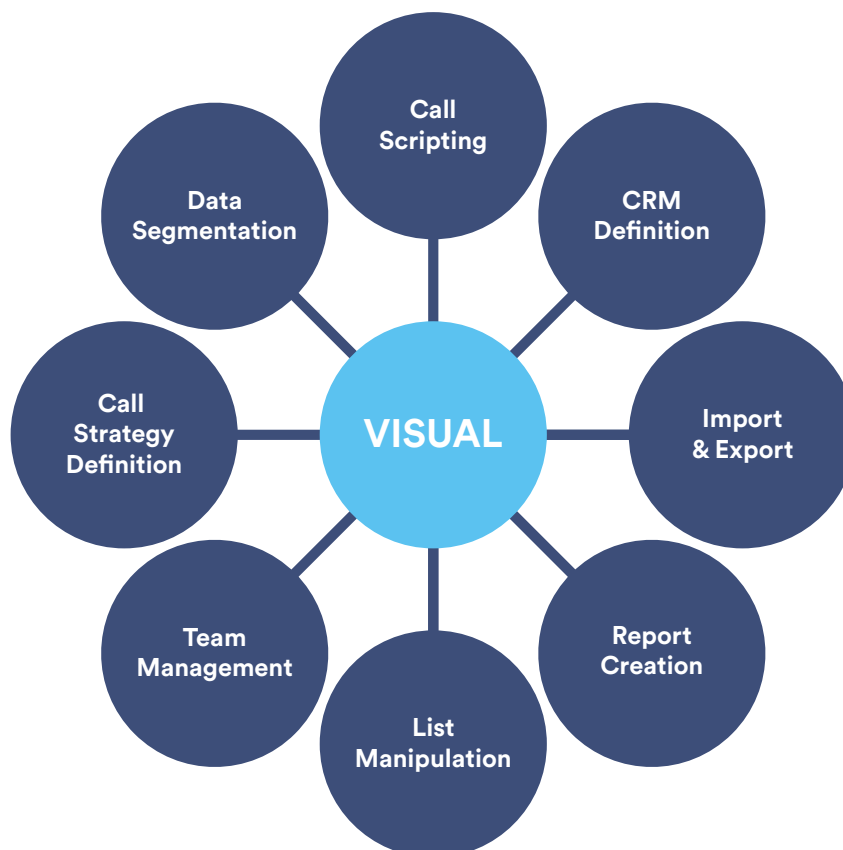 Call
Scripting
Data
Segmentation
CRM
Definition
Call
Strategy
Definition
VISUAL
Import
& Export
Team
Management
Report
Creation
List
Manipulation